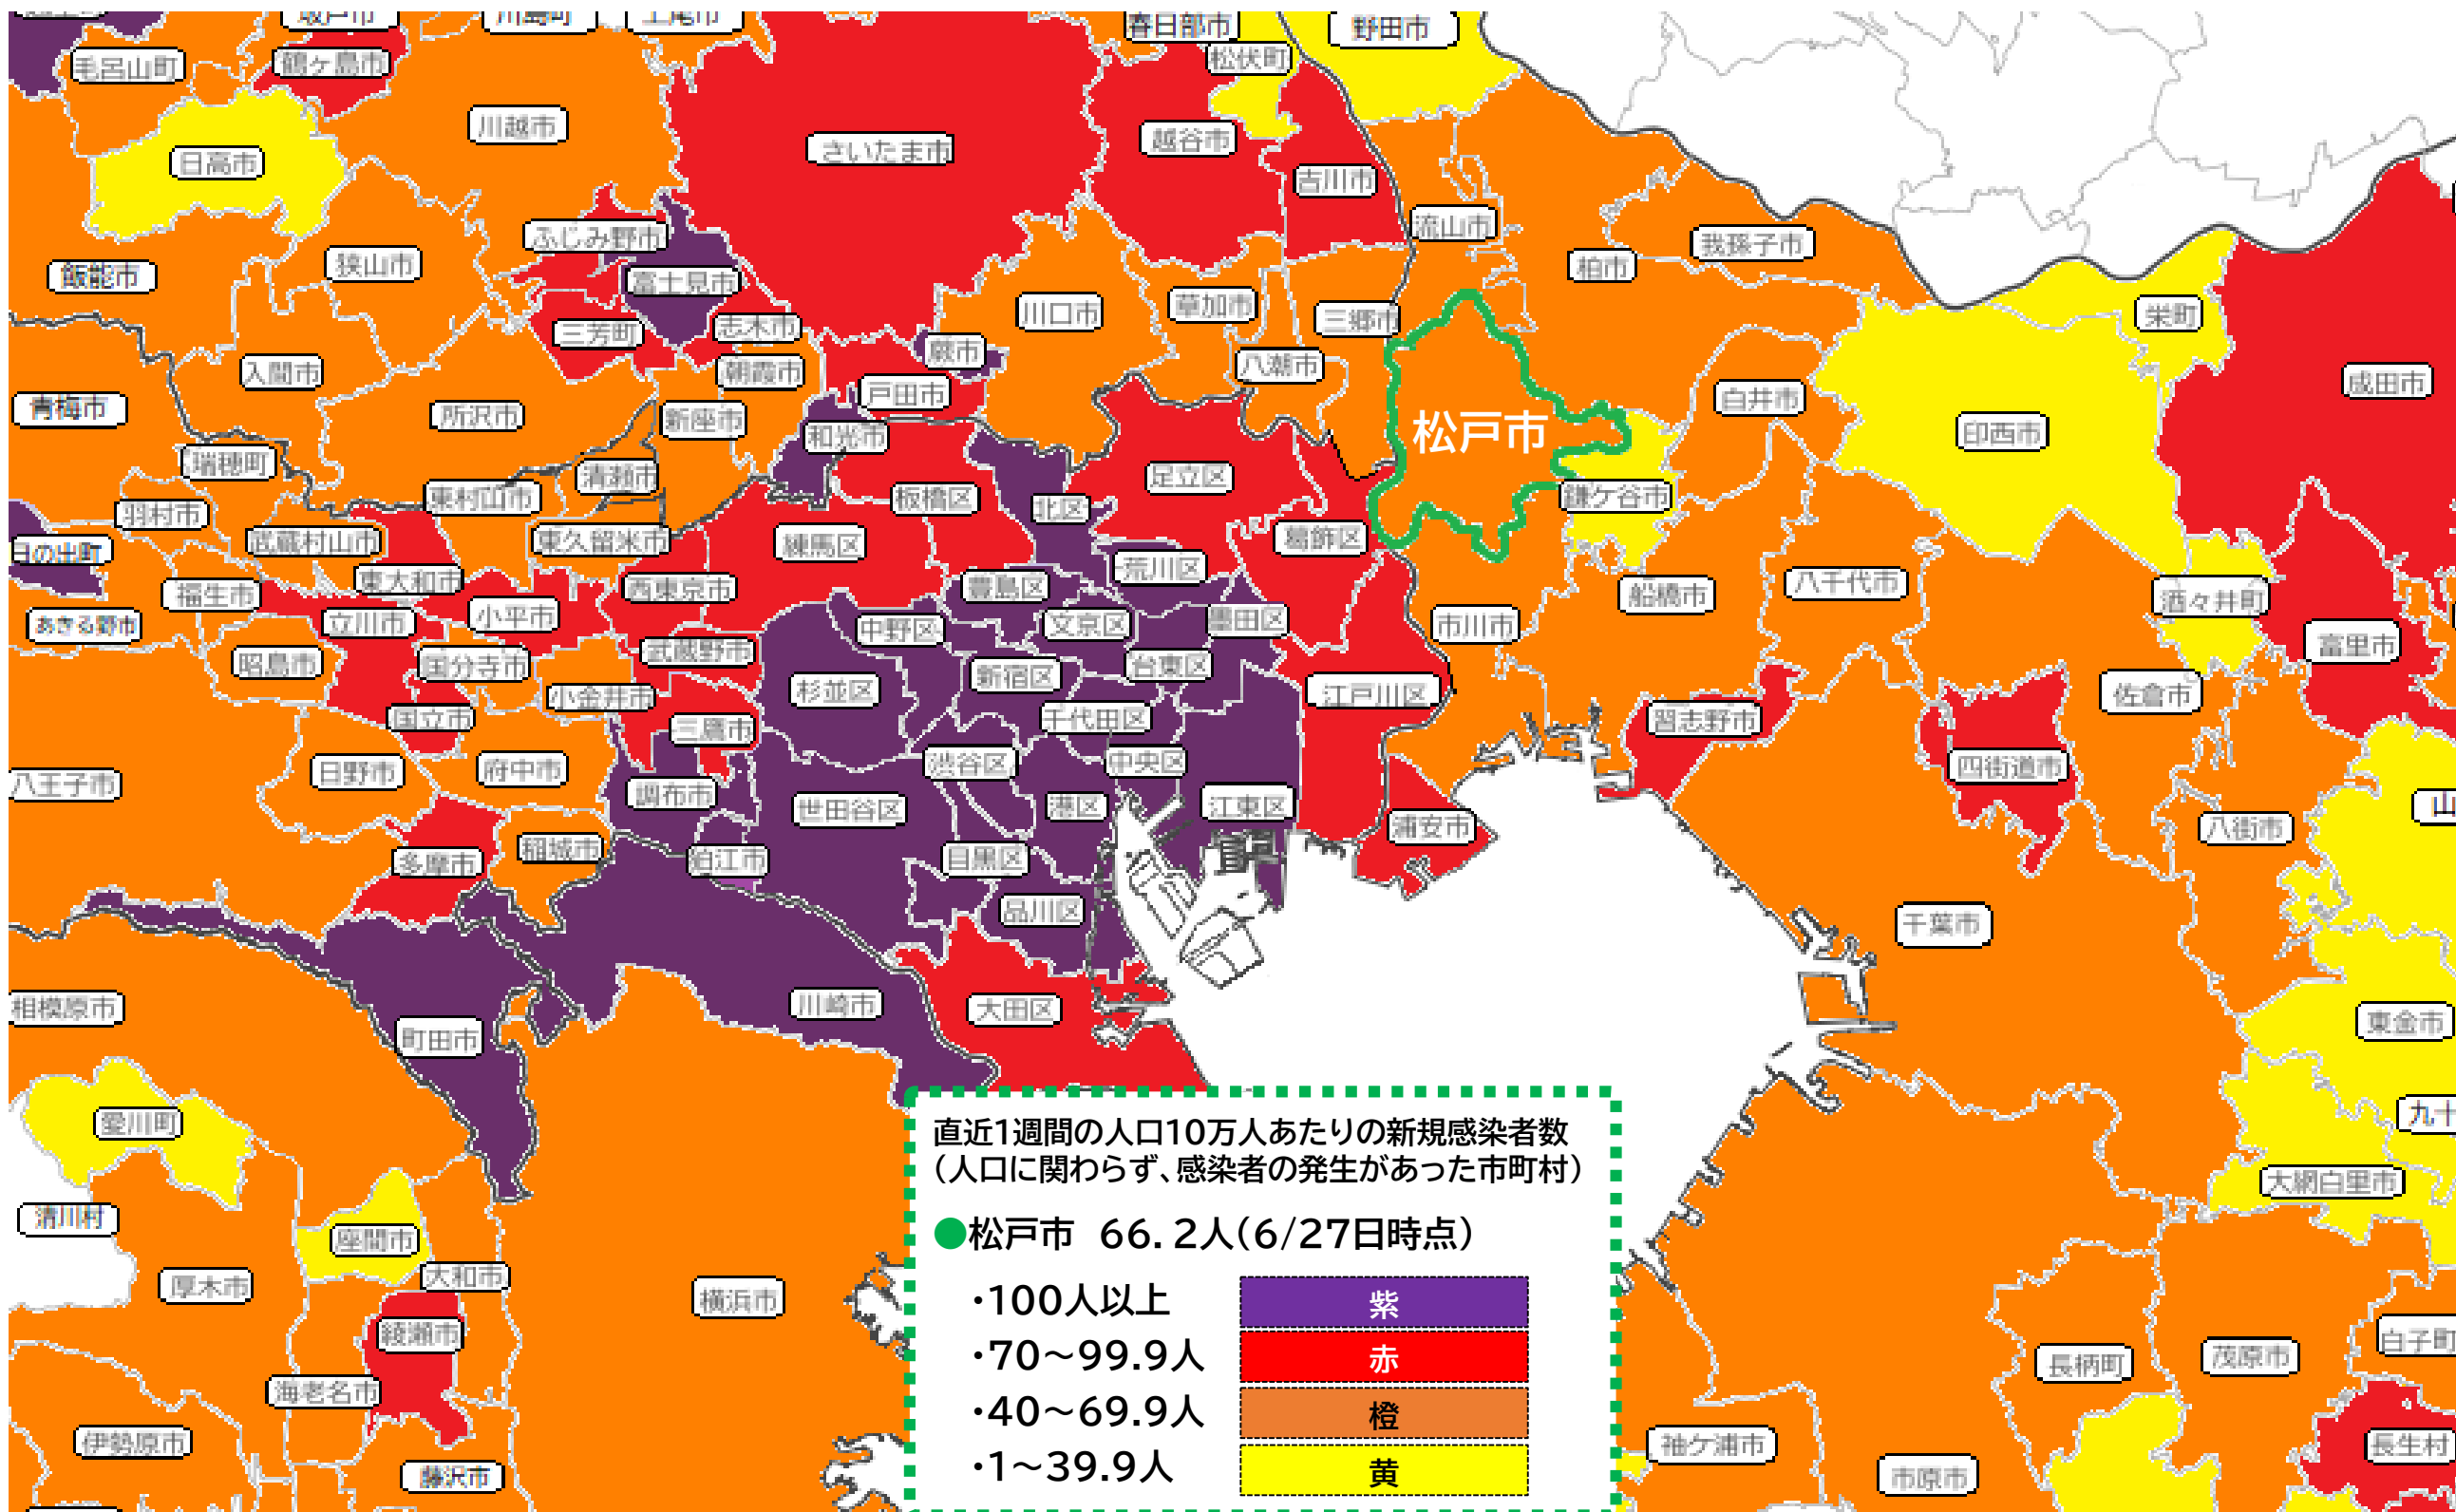 坂戸市
川島町
上尾市
春日部市
野田市
毛呂山町
鶴ヶ島市
松伏町
川越市
さいたま市
越谷市
日高市
吉川市
流山市
ふじみ野市
我孫子市
飯能市
狭山市
柏市
富士見市
川口市
草加市
三郷市
栄町
三芳町
志木市
蕨市
入間市
朝霞市
八潮市
成田市
青梅市
所沢市
新座市
戸田市
白井市
和光市
松戸市
印西市
瑞穂町
清瀬市
足立区
東村山市
板橋区
北区
鎌ケ谷市
羽村市
武蔵村山市
東久留米市
練馬区
葛飾区
日の出町
東大和市
西東京市
豊島区
荒川区
福生市
船橋市
八千代市
酒々井町
あきる野市
立川市
小平市
中野区
文京区
墨田区
市川市
富里市
昭島市
国分寺市
武蔵野市
新宿区
台東区
小金井市
杉並区
江戸川区
佐倉市
国立市
三鷹市
千代田区
習志野市
八王子市
日野市
府中市
渋谷区
中央区
四街道市
調布市
世田谷区
港区
江東区
山
多摩市
稲城市
狛江市
目黒区
浦安市
八街市
品川区
千葉市
相模原市
川崎市
大田区
東金市
町田市
愛川町
九十
直近1週間の人口10万人あたりの新規感染者数
（人口に関わらず、感染者の発生があった市町村）
大網白里市
清川村
座間市
●松戸市　66．2人（6/27日時点）
厚木市
大和市
横浜市
・100人以上　紫
綾瀬市
・70～99.9人　赤
白子町
長柄町
茂原市
海老名市
・40～69.9人　橙
伊勢原市
袖ケ浦市
長生村
藤沢市
・1～39.9人　黄
市原市